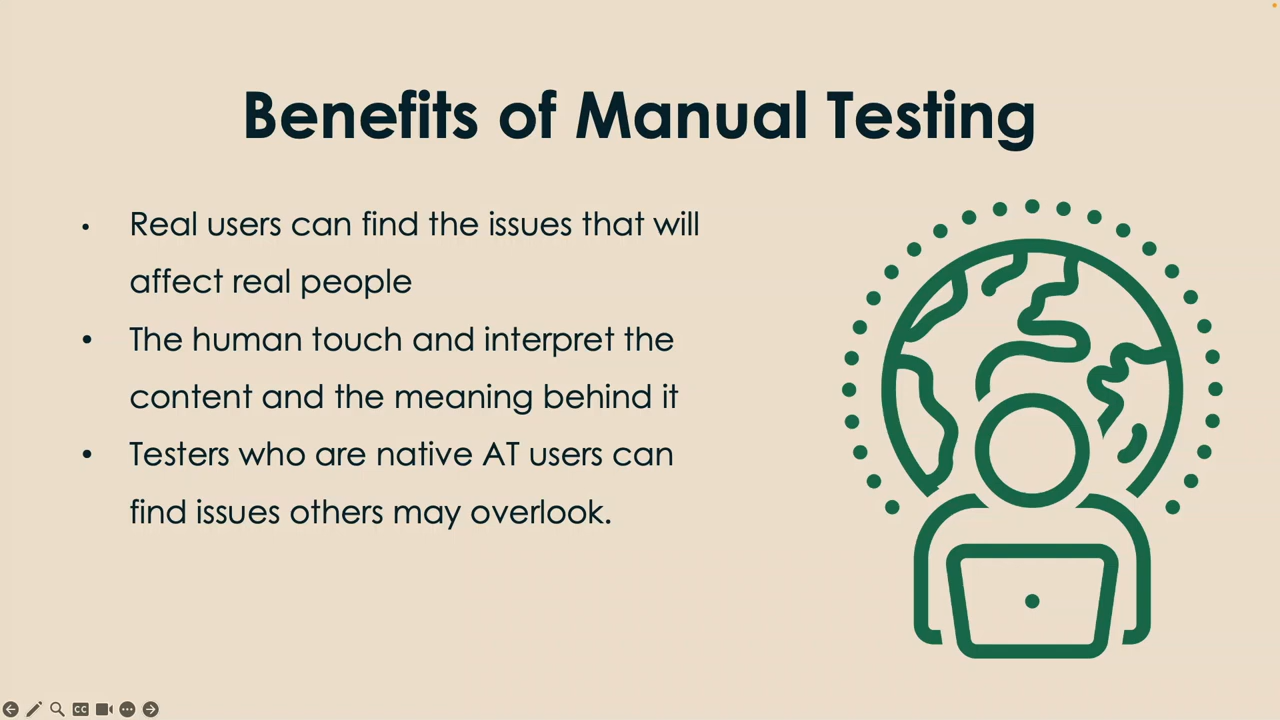 Benefits of Manual Testing
• Real users can find the issues that will
affect real people
• The human touch and interpret the
content and the meaning behind it
• Testers who are native AT users can
find issues others may overlook.
CC